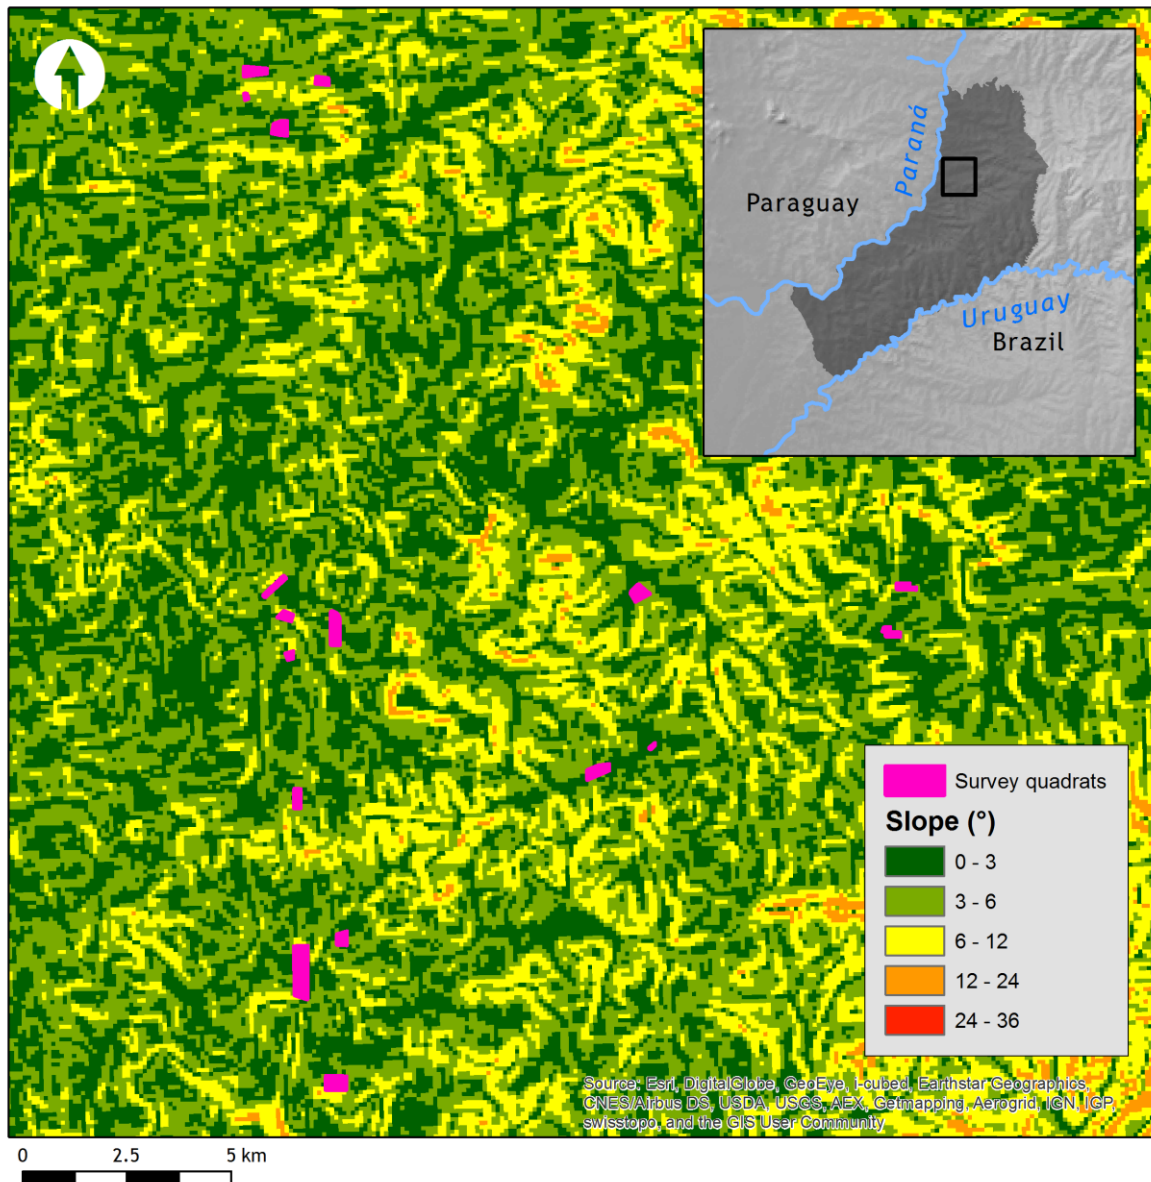 n
Paraná
Paraguay
Uruguay
Brazil
Survey quadrats
Slope (°)
0 - 3
3 - 6
6 - 12
12 - 24
24 - 36
Source: Esri, DigitalGlobe, GeoEye, i-cubed, Earthstar Geographics,
CNES/Airbus DS, USDA, USGS, AEX, Getmapping, Aerogrid, IGN, IGP,
swisstopo, and the GIS User Community
0 2.5 5 km